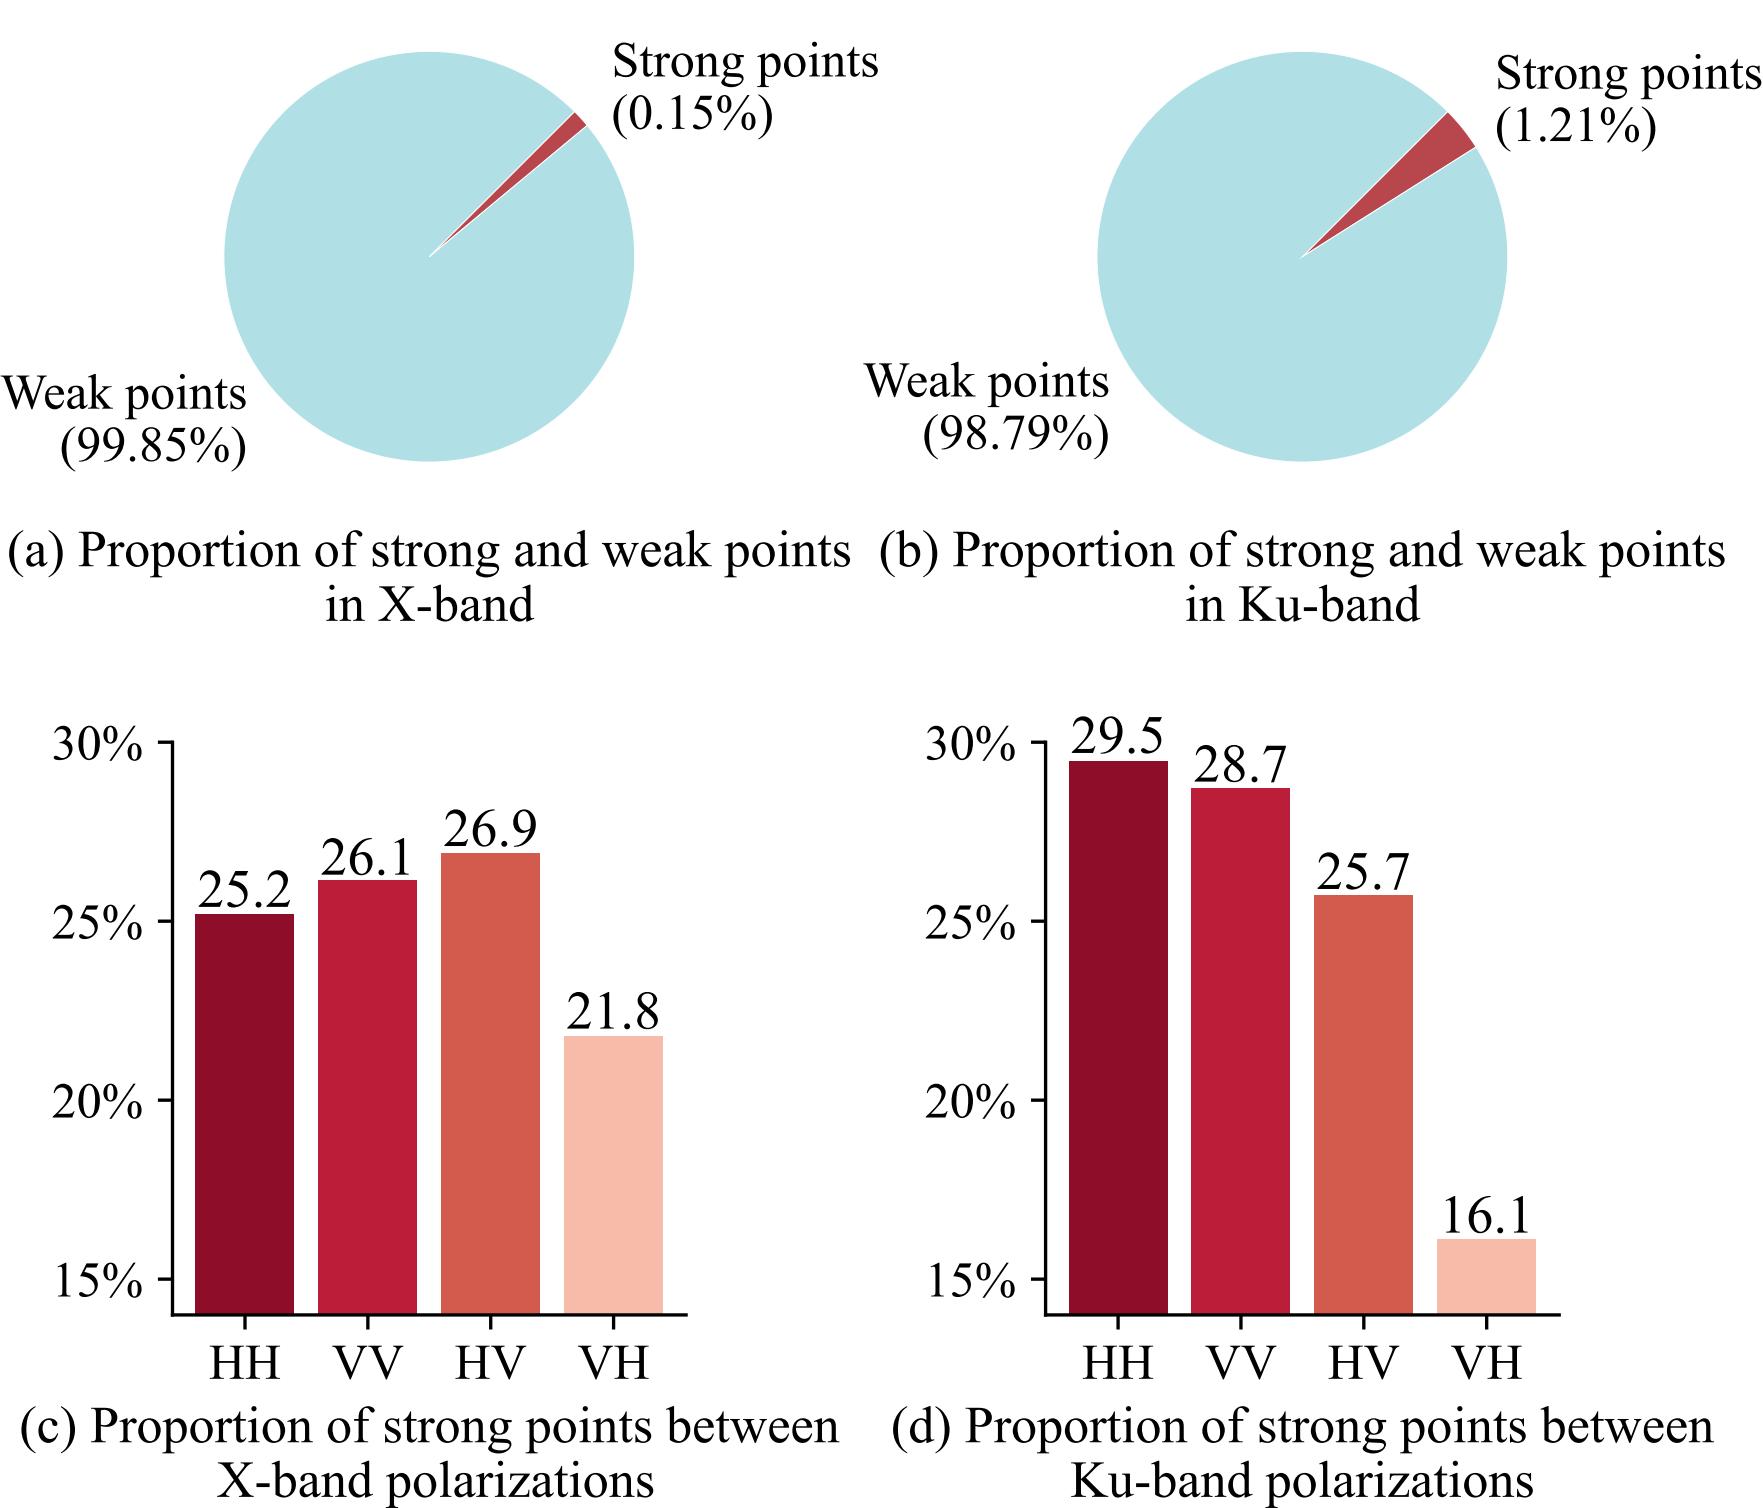 Strong points
(0.15%)
Weak points
(99.85%)
(a) Proportion of strong and weak points
in X-band
Strong points
(1.21%)
Weak points
(98.79%)
(b) Proportion of strong and weak points
in Ku-band
30%
25%
20%
15%
25.2
26.1
26.9
21.8
HH VV HV VH
(c) Proportion of strong points between
X-band polarizations
30%
25%
20%
15%
29.5
28.7
25.7
16.1
HH VV HV VH
(d) Proportion of strong points between
Ku-band polarizations